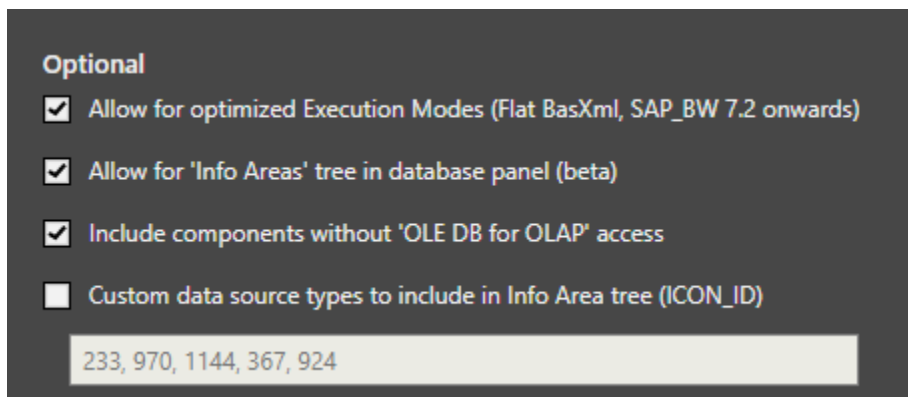 Optional
Allow for optimized Execution Modes (Flat BasXml, SAP_BW 7.2 onwards)
Allow for 'Info Areas' tree in database panel (beta)
Include components without 'OLE DB for OLAP' access
Custom data source types to include in Info Area tree (ICON_ID)
233, 970, 1144, 367, 924